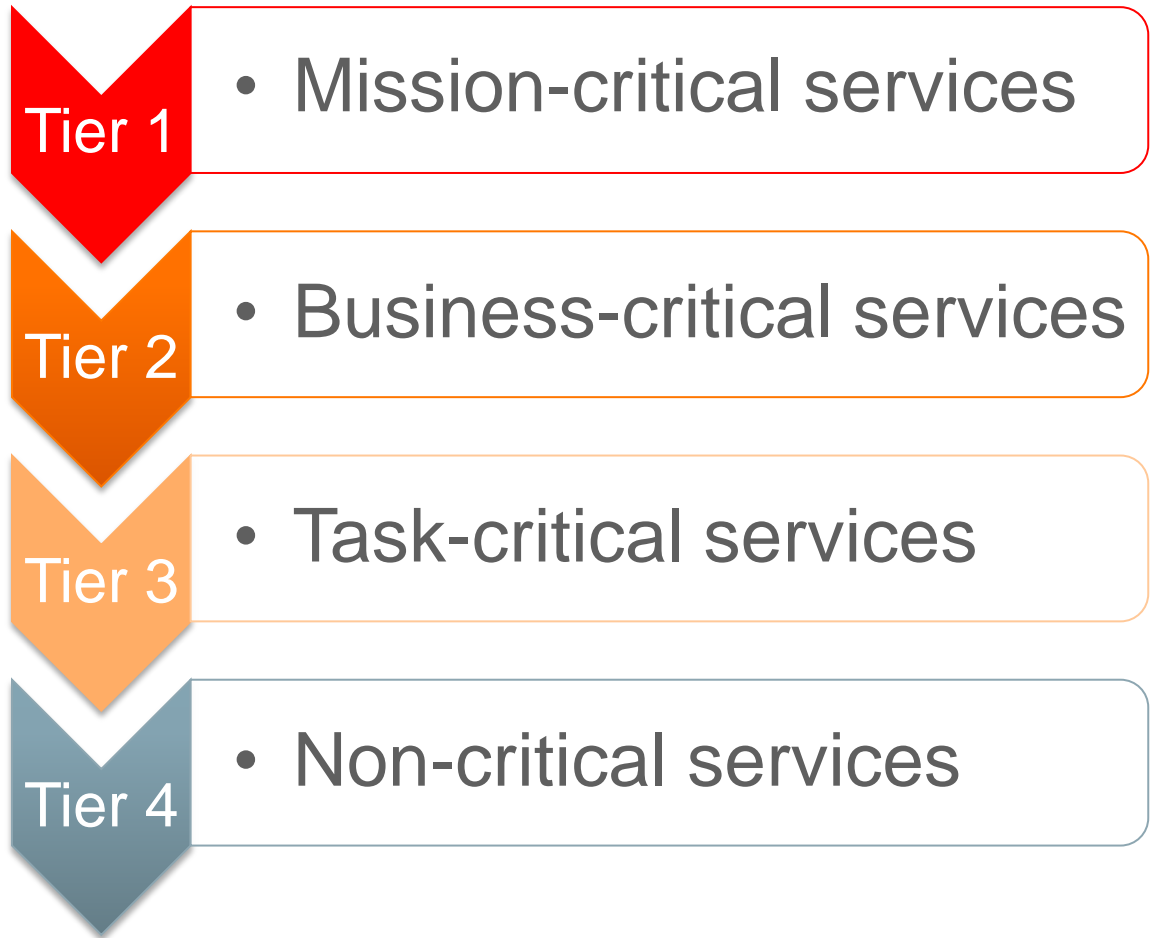 Tier 1
• Mission-critical services
Tier 2
• Business-critical services
Tier 3
• Task-critical services
Tier 4
• Non-critical services